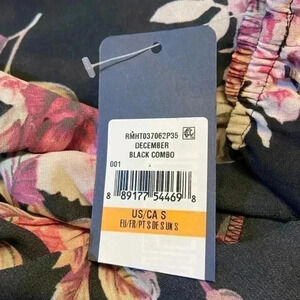 RMHT037062P35
DECEMBER
BLACK COMBO
001
8 89177 54469 8
US/CA S
EU/FR/PT S DE S UK S